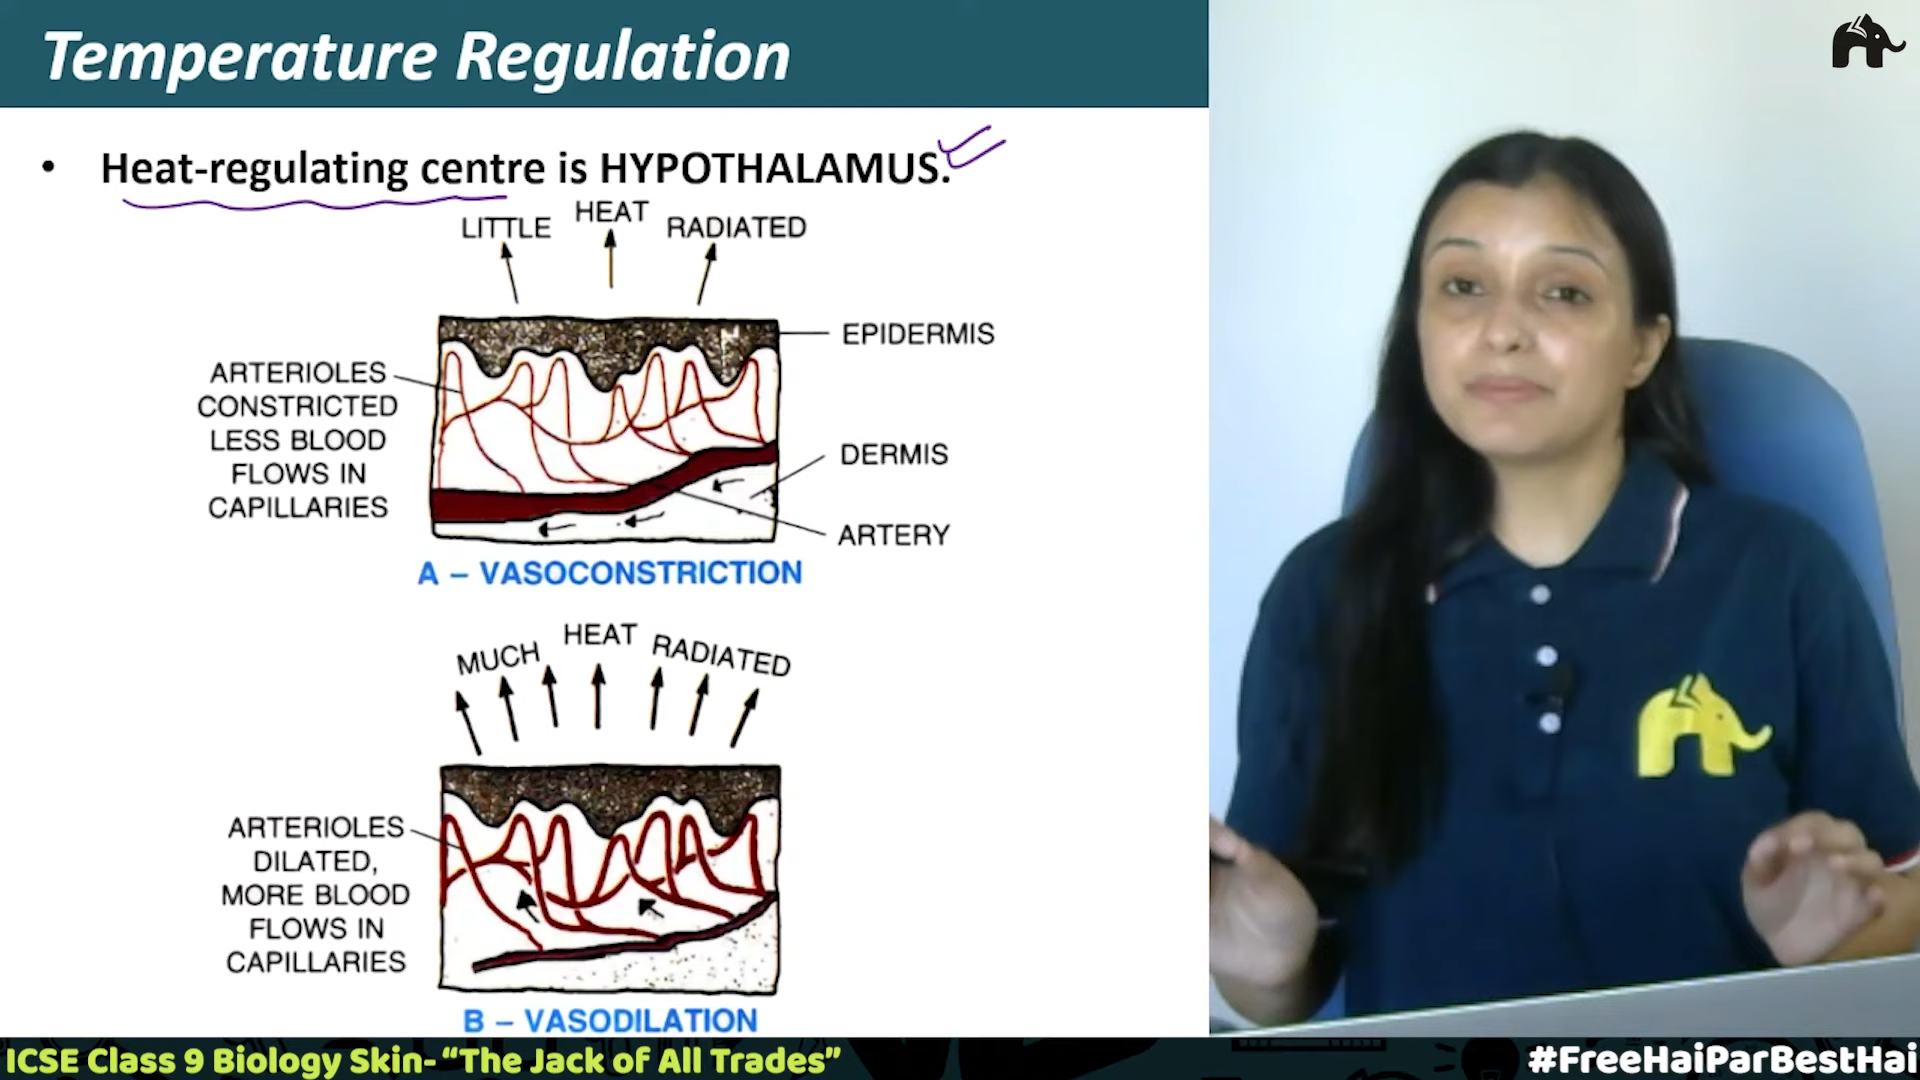 Temperature Regulation
• Heat-regulating centre is HYPOTHALAMUS.
LITTLE HEAT RADIATED
EPIDERMIS
ARTERIOLES
CONSTRICTED
LESS BLOOD
FLOWS IN
CAPILLARIES
DERMIS
ARTERY
A – VASOCONSTRICTION
MUCH HEAT RADIATED
ARTERIOLES
DILATED,
MORE BLOOD
FLOWS IN
CAPILLARIES
B – VASODILATION
ICSE Class 9 Biology Skin- “The Jack of All Trades”
#FreeHaiParBestHai